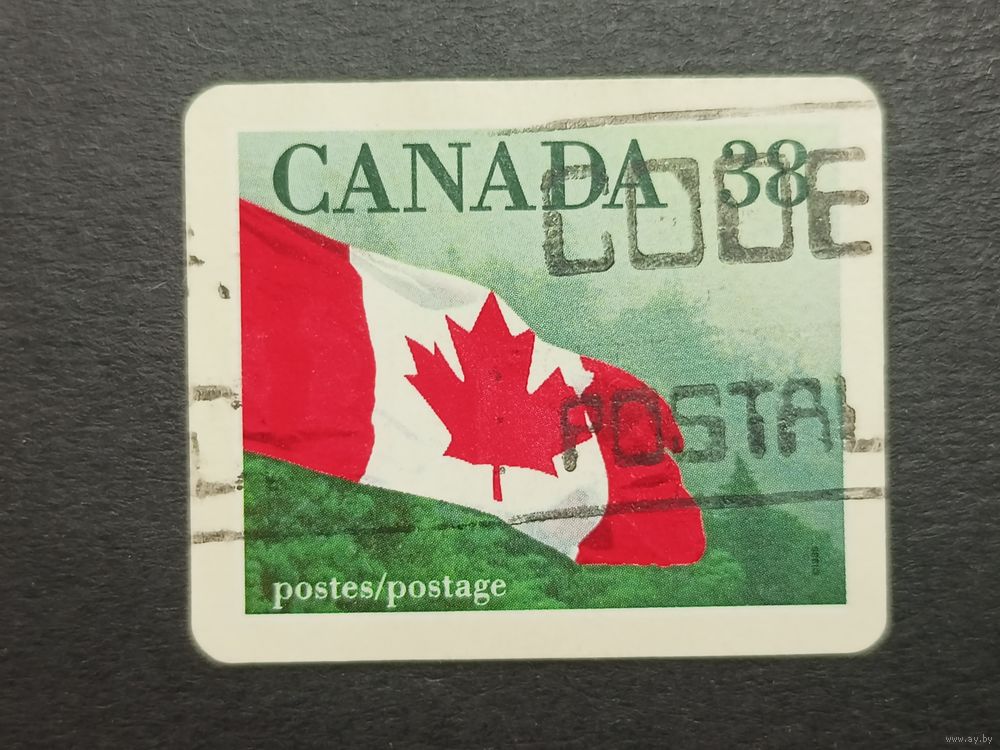 CANADA 38
CODE
POSTAL
postes/postage
www.ay.by